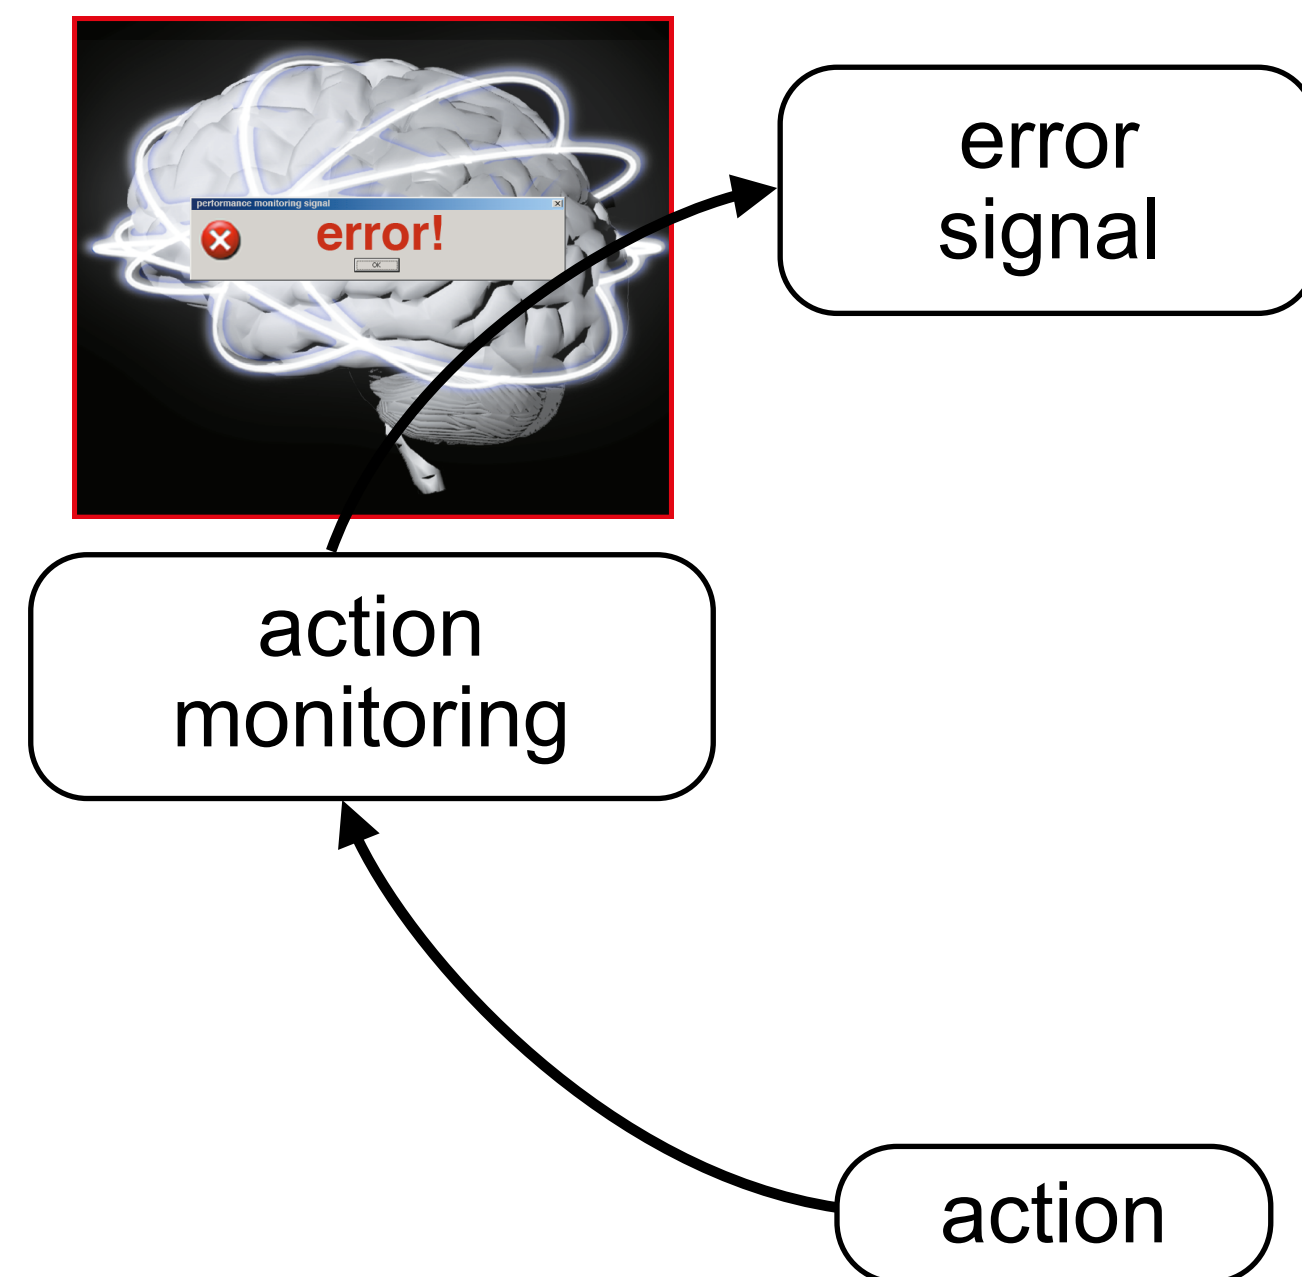 performance monitoring signal
error!
OK
error
signal
action
monitoring
action